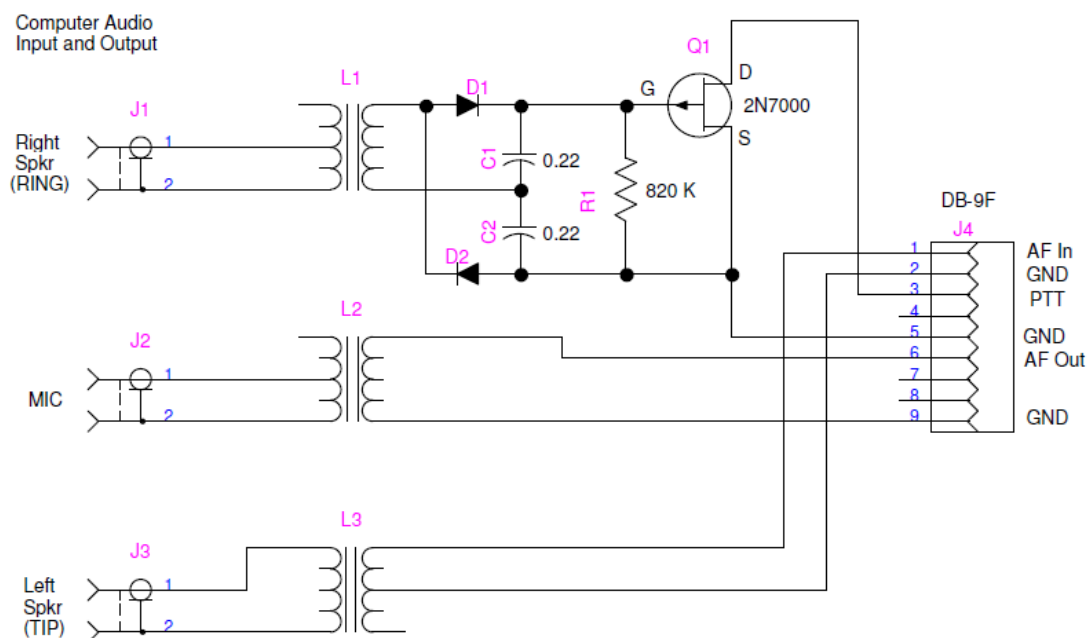 Computer Audio
Input and Output
Q1
L1
D1
D
G
2N7000
J1
S
1
Right
Spkr
(RING)
2
C1
0.22
R1
820 K
C2
0.22
D2
DB-9F
J4
1
AF In
2
GND
3
PTT
4
5
GND
6
AF Out
7
8
9
GND
L2
J2
1
MIC
2
L3
J3
1
Left
Spkr
(TIP)
2